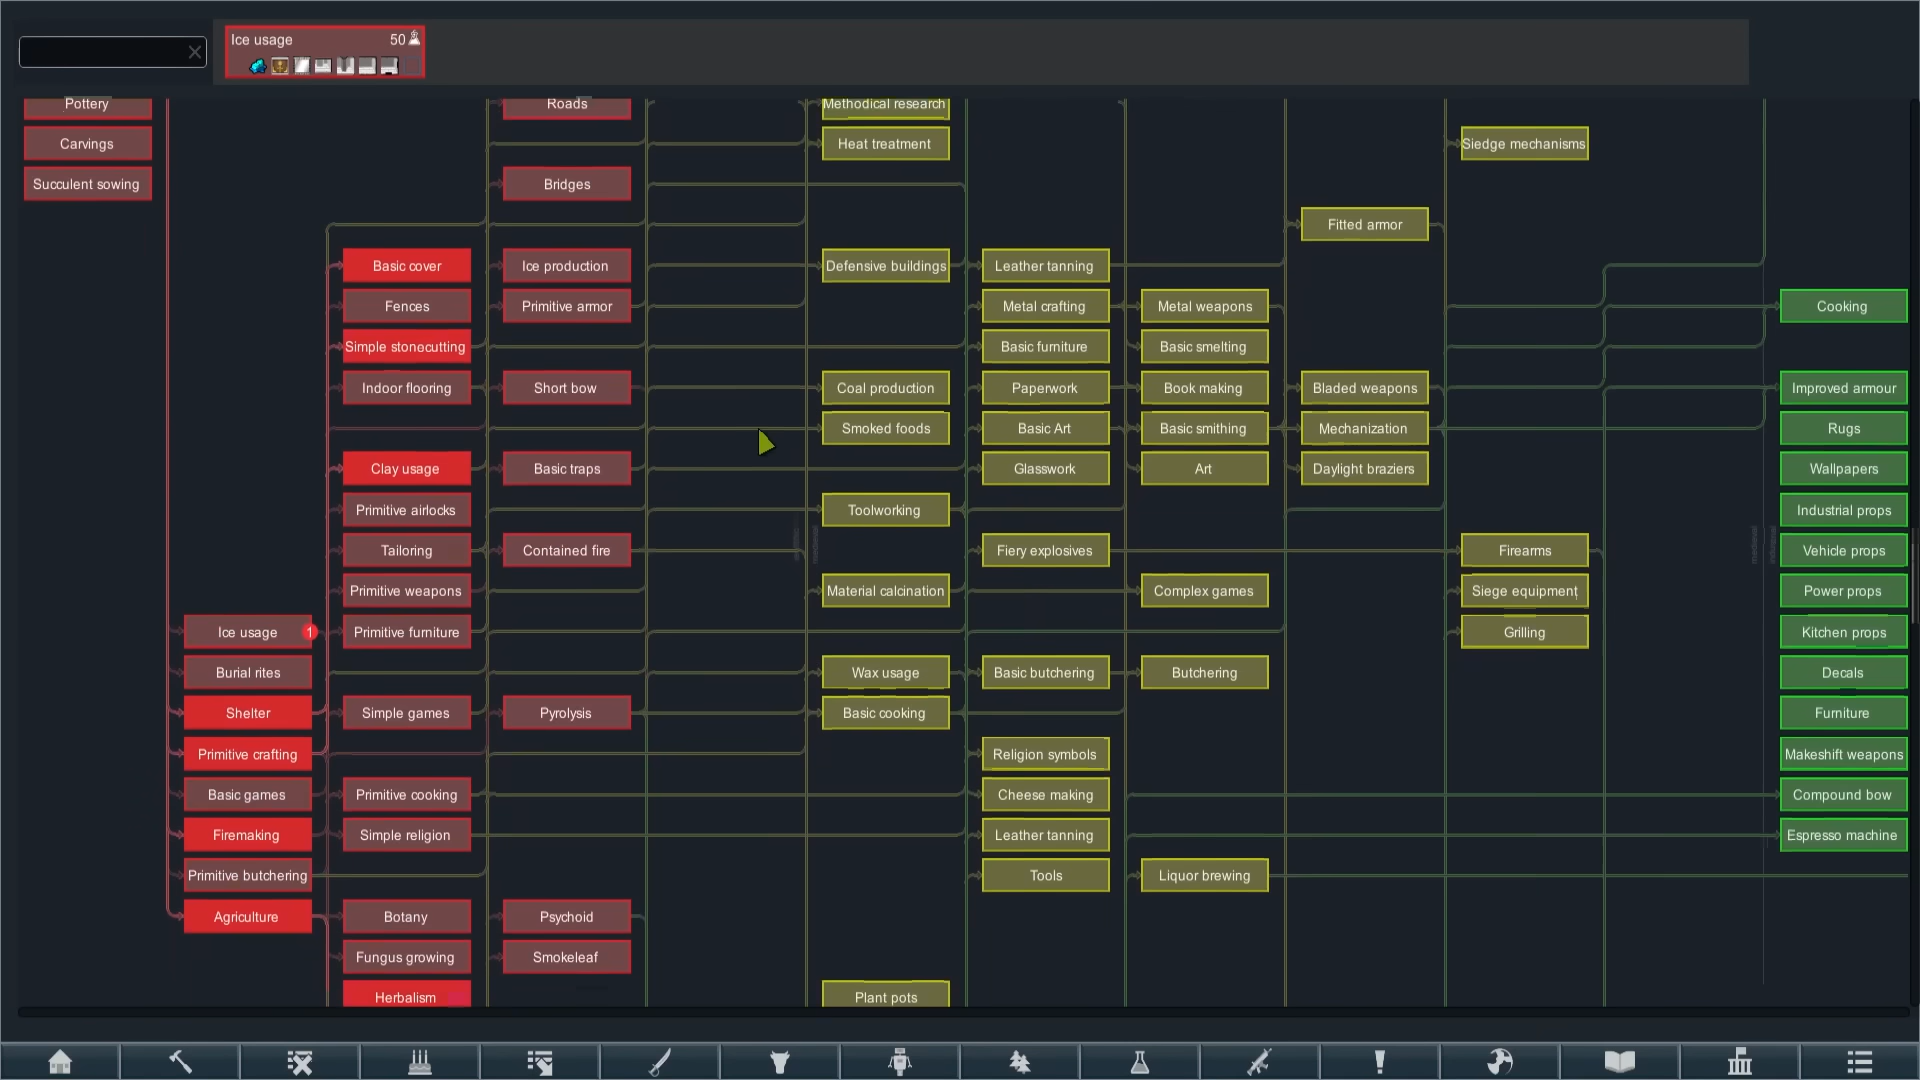 Ice usage 50
Pottery Roads Methodical research
Carvings Heat treatment Siedge mechanisms
Succulent sowing Bridges
Fitted armor
Basic cover Ice production Defensive buildings Leather tanning
Fences Primitive armor Metal crafting Metal weapons Cooking
Simple stonecutting Basic furniture Basic smelting
Indoor flooring Short bow Coal production Paperwork Book making Bladed weapons Improved armour
Smoked foods Basic Art Basic smithing Mechanization Rugs
Clay usage Basic traps Glasswork Art Daylight braziers Wallpapers
Primitive airlocks Toolworking Industrial props
Tailoring Contained fire Fiery explosives Firearms Vehicle props
Primitive weapons Material calcination Complex games Siege equipment Power props
Ice usage 1 Primitive furniture Grilling Kitchen props
Burial rites Wax usage Basic butchering Butchering Decals
Shelter Simple games Pyrolysis Basic cooking Furniture
Primitive crafting Religion symbols Makeshift weapons
Basic games Primitive cooking Cheese making Compound bow
Firemaking Simple religion Leather tanning Espresso machine
Primitive butchering Tools Liquor brewing
Agriculture Botany Psychoid
Fungus growing Smokeleaf
Herbalism Plant pots